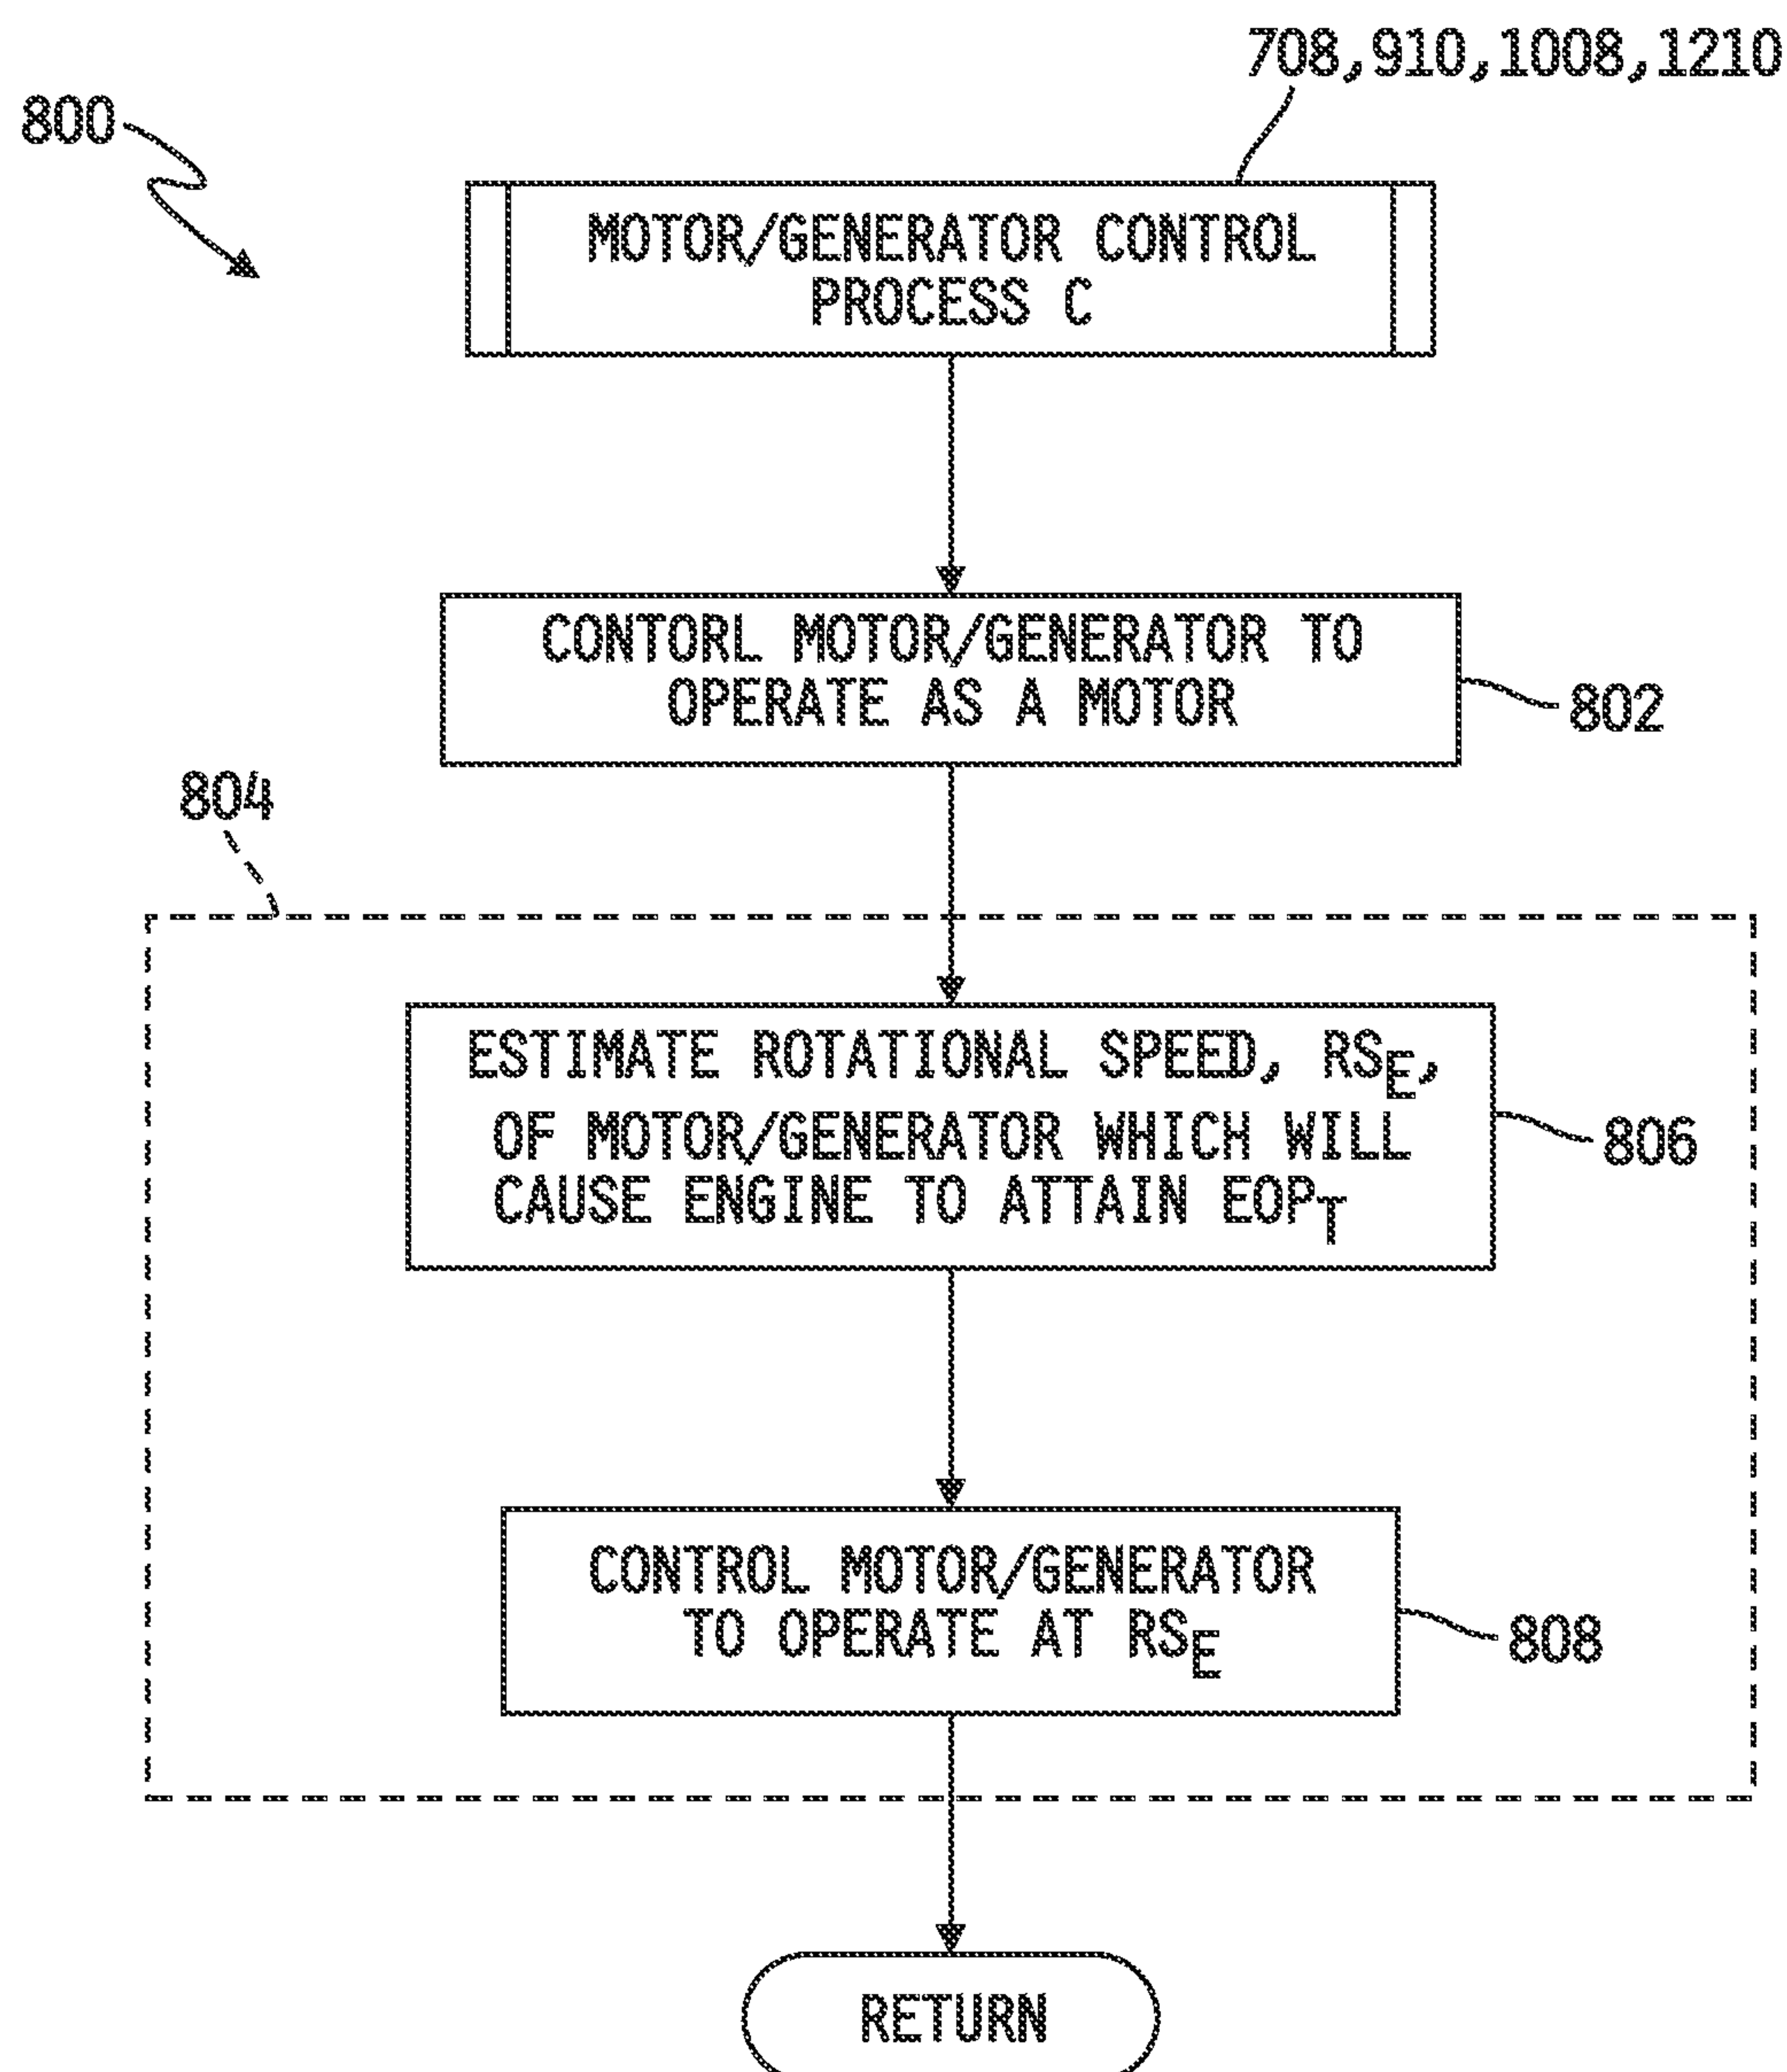 708,910,1008,1210
800
MOTOR/GENERATOR CONTROL
PROCESS C
CONTORL MOTOR/GENERATOR TO
OPERATE AS A MOTOR
802
804
ESTIMATE ROTATIONAL SPEED, RSE,
OF MOTOR/GENERATOR WHICH WILL
CAUSE ENGINE TO ATTAIN EOPT
806
CONTROL MOTOR/GENERATOR
TO OPERATE AT RSE
808
RETURN